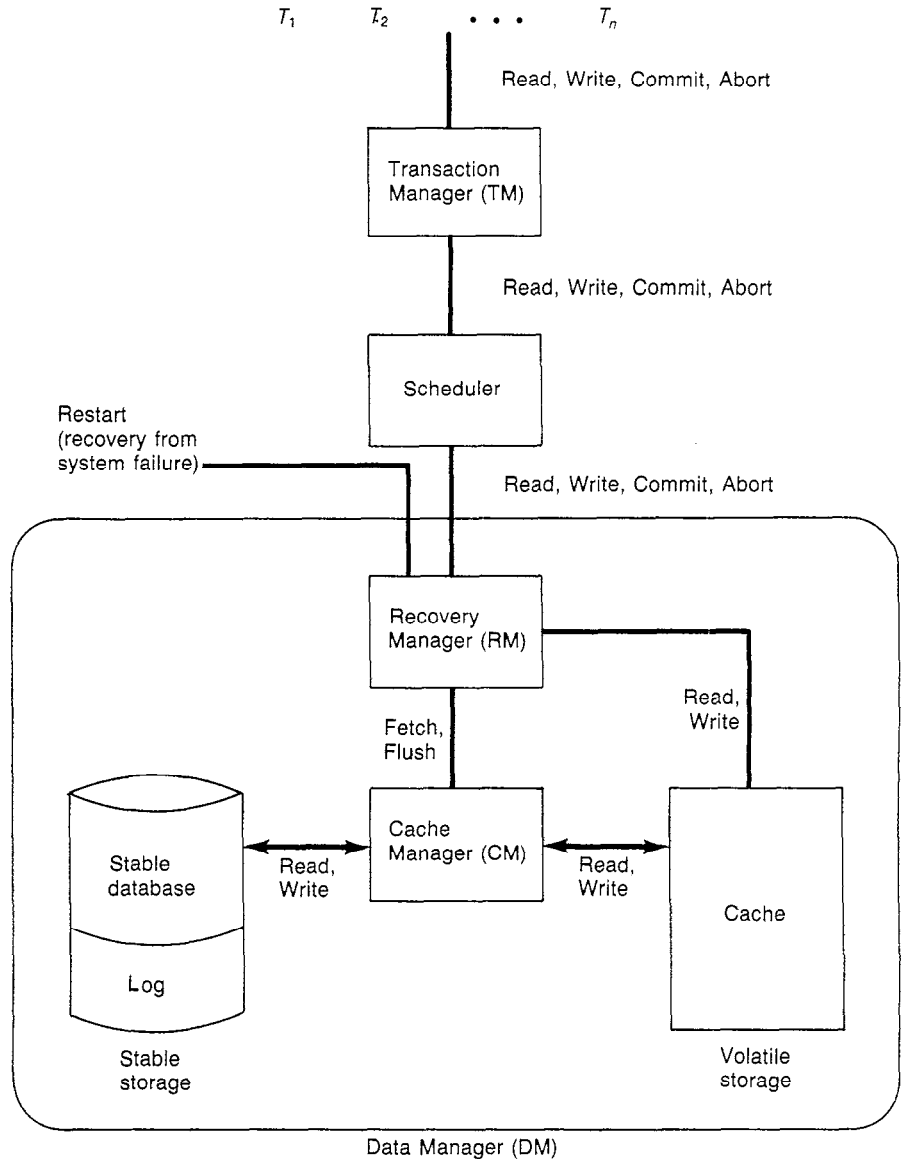 T1 T2 • • • Tn
Read, Write, Commit, Abort
Transaction
Manager (TM)
Read, Write, Commit, Abort
Scheduler
Restart
(recovery from
system failure)
Read, Write, Commit, Abort
Recovery
Manager (RM)
Read,
Write
Fetch,
Flush
Cache
Manager (CM)
Stable
database
Read,
Write
Read,
Write
Cache
Log
Stable
storage
Volatile
storage
Data Manager (DM)